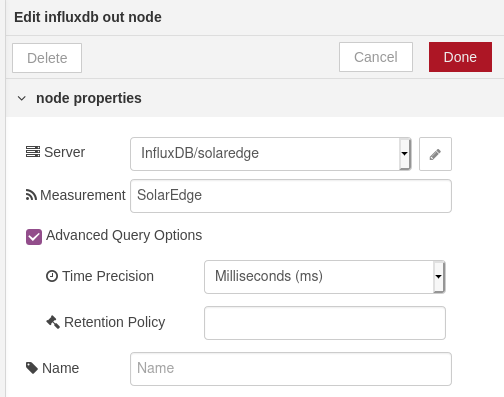 Edit influxdb out node
Delete
Cancel
Done
node properties
Server
InfluxDB/solaredge
Measurement
SolarEdge
Advanced Query Options
Time Precision
Milliseconds (ms)
Retention Policy
Name
Name